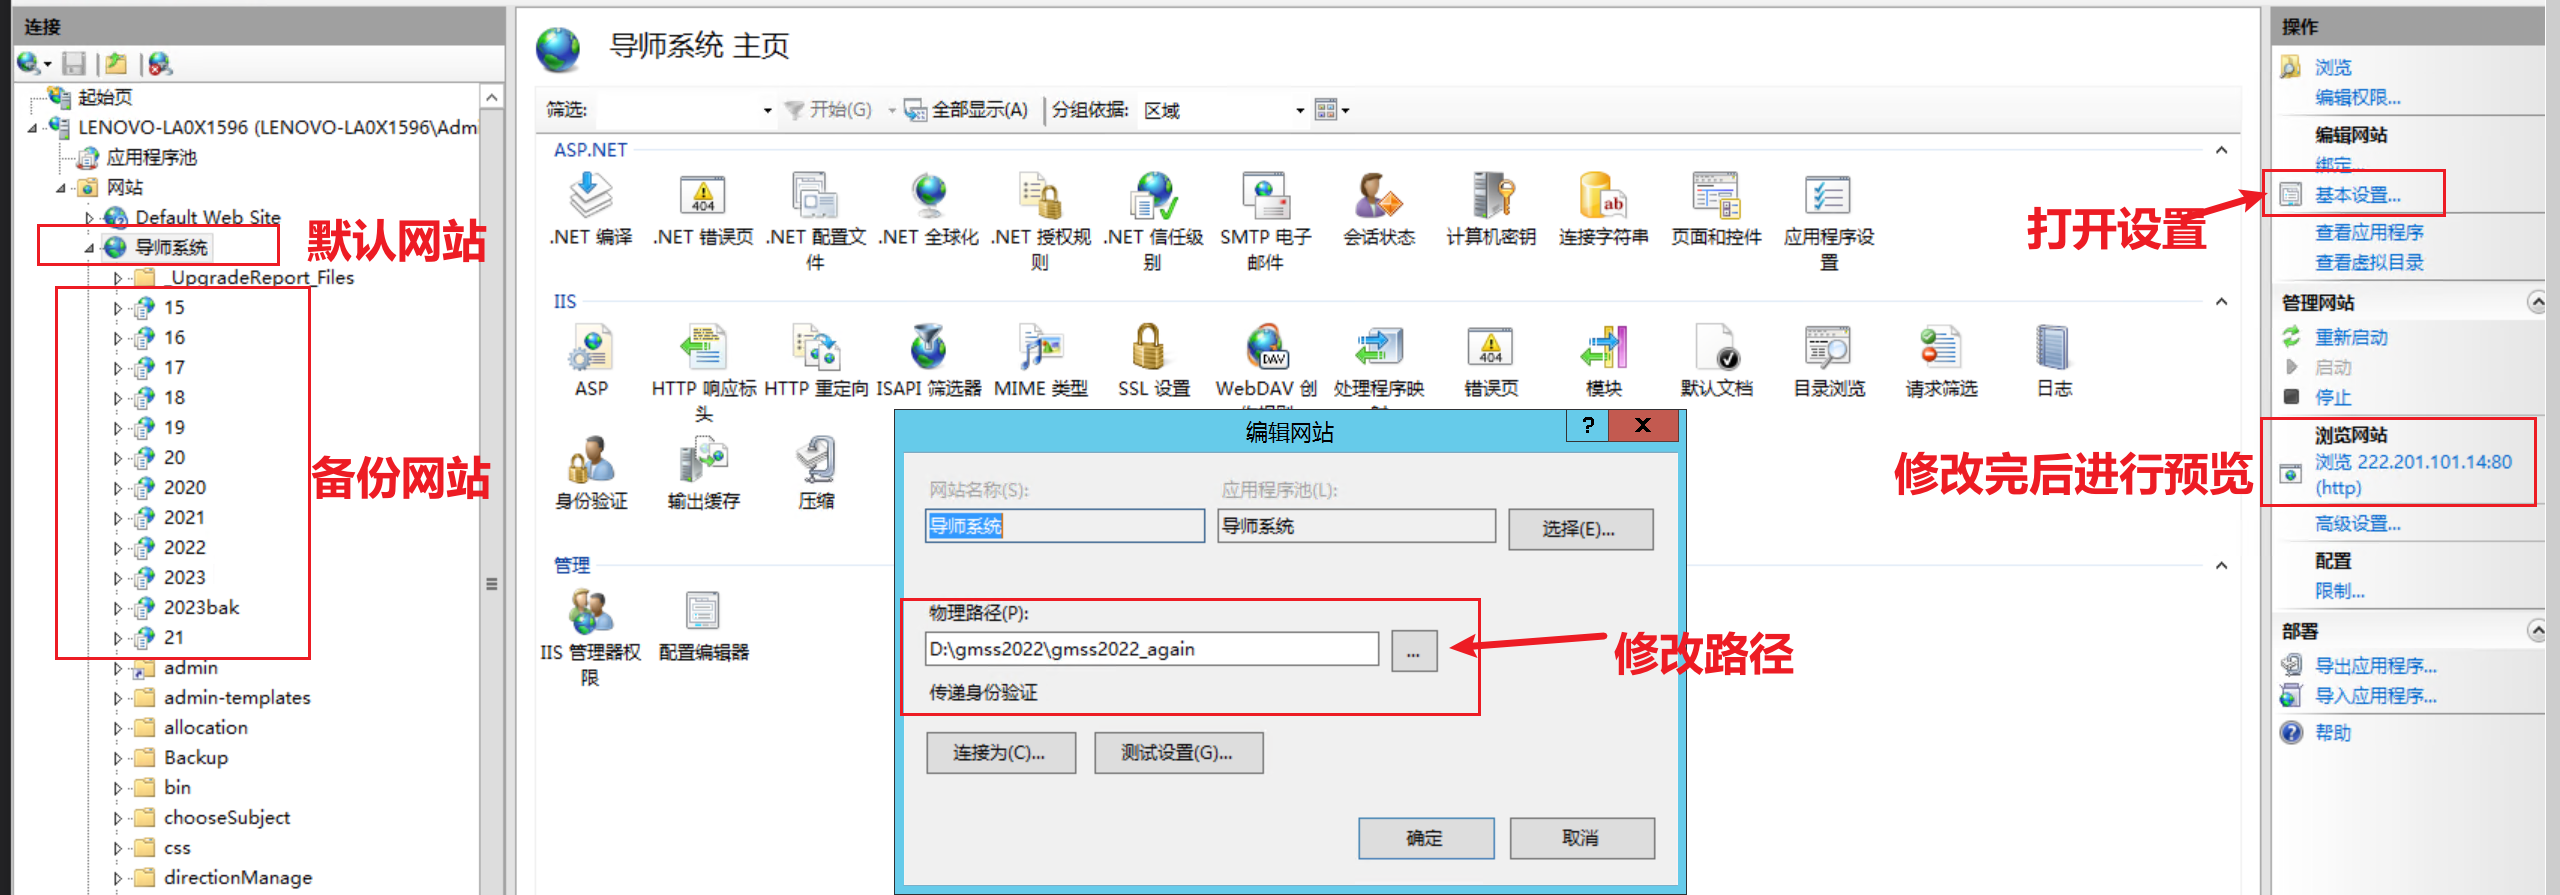 连接
起始页
LENOVO-LA0X1596 (LENOVO-LA0X1596\Admi
应用程序池
网站
Default Web Site
导师系统
默认网站
_UpgradeReport_Files
15
16
17
18
19
20
2020
2021
2022
2023
2023bak
21
备份网站
admin
admin-templates
allocation
Backup
bin
chooseSubject
css
directionManage
导师系统 主页
筛选: 开始(G) 全部显示(A) 分组依据: 区域
ASP.NET
.NET 编译
.NET 错误页
404
.NET 配置文
件
.NET 全球化
.NET 授权规
则
.NET 信任级
别
SMTP 电子
邮件
会话状态
计算机密钥
ab
连接字符串
页面和控件
应用程序设
置
IIS
ASP
HTTP 响应标
头
HTTP 重定向
ISAPI 筛选器
MIME 类型
SSL 设置
DAV
WebDAV 创
处理程序映
404
错误页
模块
默认文档
目录浏览
请求筛选
日志
身份验证
输出缓存
压缩
管理
IIS 管理器权
限
配置编辑器
编辑网站
? X
网站名称(S):
应用程序池(L):
导师系统
导师系统
选择(E)...
物理路径(P):
D:\gmss2022\gmss2022_again
...
传递身份验证
修改路径
连接为(C)...
测试设置(G)...
确定
取消
操作
浏览
编辑权限...
编辑网站
绑定...
基本设置...
打开设置
查看应用程序
查看虚拟目录
管理网站
重新启动
启动
停止
浏览网站
浏览 222.201.101.14:80
(http)
修改完后进行预览
高级设置...
配置
限制...
部署
导出应用程序...
导入应用程序...
帮助